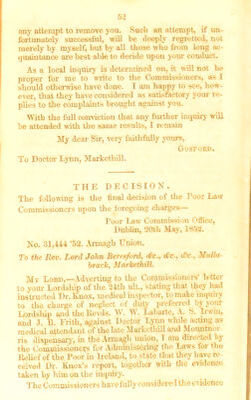 52
any attempt to remove you. Such an attempt, if un-
fortunately successful, will be deeply regretted, not
merely by myself, but by all those who from long ac-
quaintance are best able to decide upon your conduct.
As a local inquiry is determined on, it will not be
proper for me to write to the Commissioners, as I
should otherwise have done. I am happy to see, how-
ever, that they have considered as satisfactory your re-
plies to the complaints brought against you.
With the full conviction that any further inquiry will
be attended with the same results, I remain
My dear Sir, very faithfully yours,
GOSFORD.
To Doctor Lynn, Markethill.
THE DECISION.
The following is the final decision of the Poor Law
Commissioners upon the foregoing charges—
Poor Law Commission Office,
Dublin, 20th May, 1852.
No. 31,444 '52. Armagh Union.
To the Rev. Lord John Beresford, &c., &c., &c., Mulla-
brack, Markethill.
MY LORD,—Adverting to the Commissioners' letter
to your Lordship of the 24th ult., stating that they had
instructed Dr. Knox, medical inspector, to make inquiry
to the charge of neglect of duty preferred by your
Lordship and the Revds. W. W. Labarte, A. S. Irwin,
and J. B. Frith, against Doctor Lynn while acting as
medical attendant of the late Markethill and Mountnor-
ris dispensary, in the Armagh union, I am directed by
the Commissioners for Administering the Laws for the
Relief of the Poor in Ireland, to state that they have re-
ceived Dr. Knox's report, together with the evidence
taken by him on the inquiry.
The Commissioners have fully considered the evidence